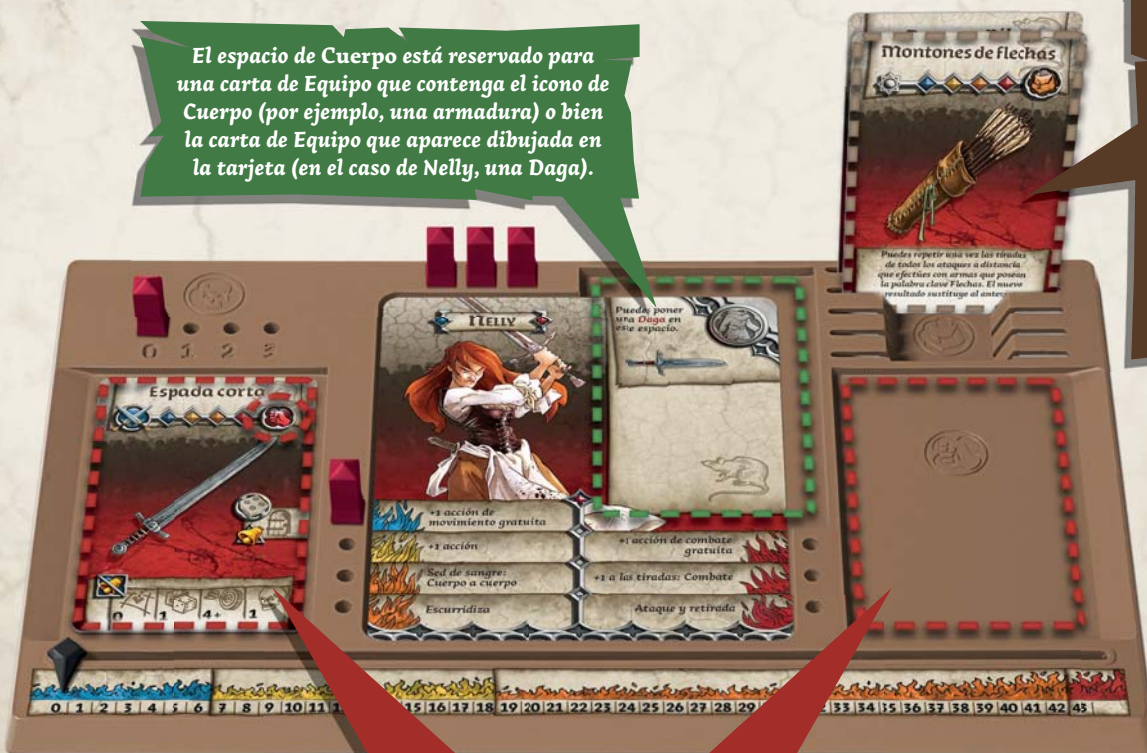 El espacio de Cuerpo está reservado para
una carta de Equipo que contenga el icono de
Cuerpo (por ejemplo, una armadura) o bien
la carta de Equipo que aparece dibujada en
la tarjeta (en el caso de Nelly, una Daga).
Montones de flechas
Puedes repetir una vez las tiradas
de todos los ataques a distancia
que efectúes con armas que posean
la palabra clave Flechas. El nuevo
resultado sustituye al
0 1 2 3
Espada corta
0 1 4+ 1
Nelly
Puedes poner
una Daga en
este espacio.
+1 acción de
movimiento gratuita
+1 acción
Sed de sangre:
Cuerpo a cuerpo
Escurridiza
+1 acción de combate
gratuita
+1 a las tiradas: Combate
Ataque y retirada
0 1 2 3 4 5 6 7 8 9 10 11 15 16 17 18 19 20 21 22 23 24 25 26 27 28 29 33 34 35 36 37 38 39 40 41 42 43